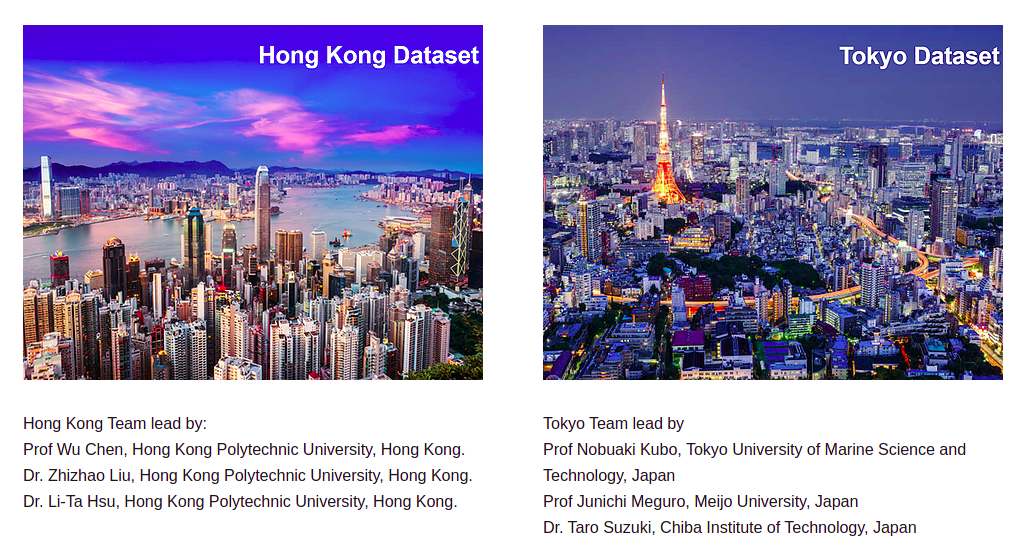 Hong Kong Dataset
Tokyo Dataset
Hong Kong Team lead by:
Prof Wu Chen, Hong Kong Polytechnic University, Hong Kong.
Dr. Zhizhao Liu, Hong Kong Polytechnic University, Hong Kong.
Dr. Li-Ta Hsu, Hong Kong Polytechnic University, Hong Kong.
Tokyo Team lead by
Prof Nobuaki Kubo, Tokyo University of Marine Science and
Technology, Japan
Prof Junichi Meguro, Meijo University, Japan
Dr. Taro Suzuki, Chiba Institute of Technology, Japan